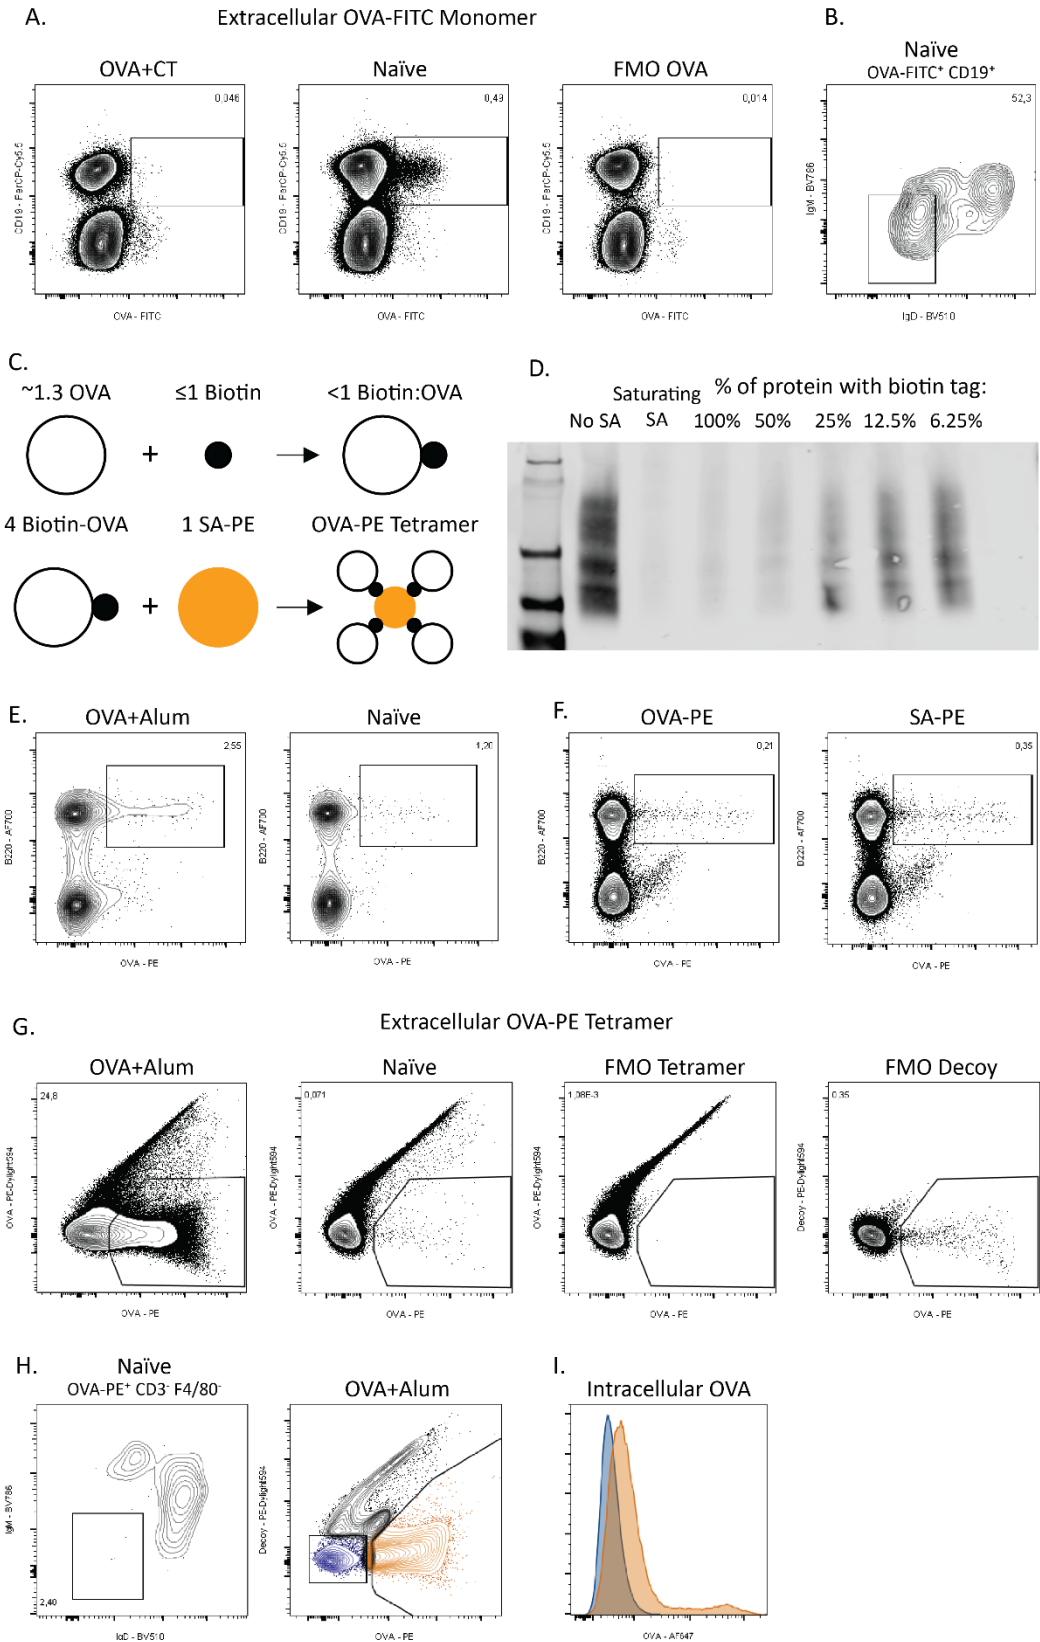 A. Extracellular OVA-FITC Monomer
OVA+CT
0,046
CD19 - PerCP-Cy5.5
OVA - FITC
Naïve
0,49
CD19 - PerCP-Cy5.5
OVA - FITC
FMO OVA
0,014
CD19 - PerCP-Cy5.5
OVA - FITC
B.
Naïve
OVA-FITC⁺ CD19⁺
52,3
IgM - BV786
IgD - BV510
C.
~1.3 OVA
≤1 Biotin
<1 Biotin:OVA
+
4 Biotin-OVA
1 SA-PE
OVA-PE Tetramer
+
D.
Saturating % of protein with biotin tag:
No SA SA 100% 50% 25% 12.5% 6.25%
E.
OVA+Alum
2,55
B220 - AF700
OVA - PE
Naïve
1,20
B220 - AF700
OVA - PE
F.
OVA-PE
0,21
B220 - AF700
OVA - PE
SA-PE
0,35
B220 - AF700
OVA - PE
G. Extracellular OVA-PE Tetramer
OVA+Alum
24,8
OVA - PE-Dylight594
OVA - PE
Naïve
0,071
OVA - PE-Dylight594
OVA - PE
FMO Tetramer
1,08E-3
OVA - PE-Dylight594
OVA - PE
FMO Decoy
0,35
Decoy - PE-Dylight594
OVA - PE
H.
Naïve
OVA-PE⁺ CD3⁻ F4/80⁻
2,40
IgM - BV786
IgD - BV510
OVA+Alum
Decoy - PE-Dylight594
OVA - PE
I.
Intracellular OVA
OVA - AF647